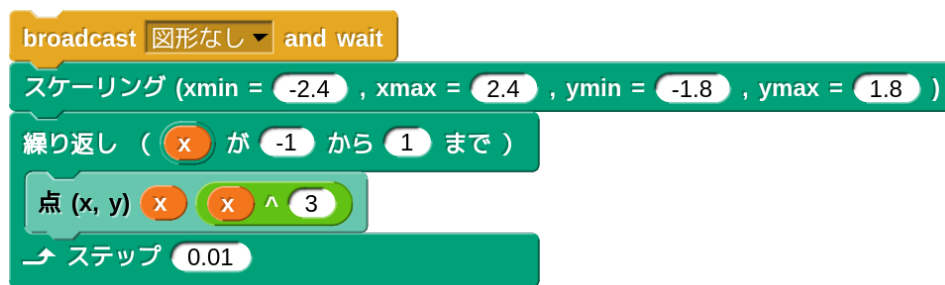 broadcast 図形なし and wait
スケーリング (xmin = -2.4 , xmax = 2.4 , ymin = -1.8 , ymax = 1.8 )
繰り返し ( x が -1 から 1 まで )
点 (x, y) x x ^ 3
ステップ 0.01